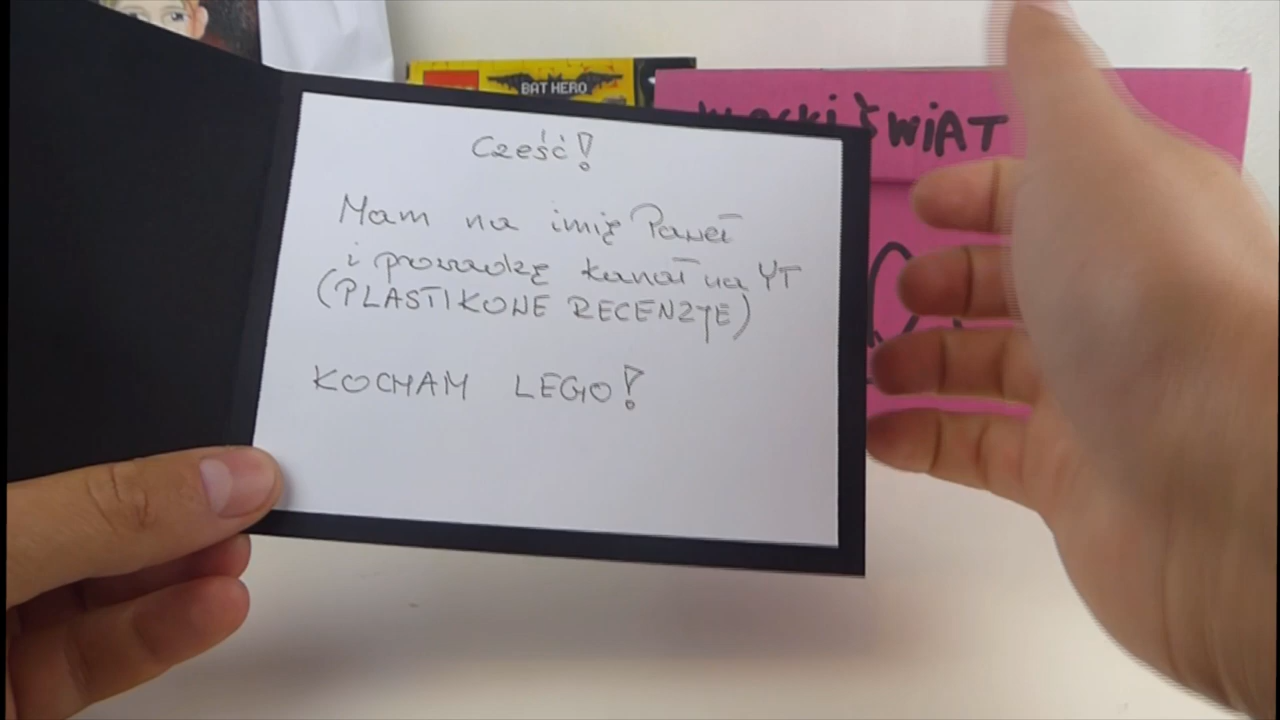 BAT HERO
ŚWIAT
Cześć!
Mam na imię Paweł
i prowadzę kanał na YT
(PLASTIKOWE RECENZJE)
KOCHAM LEGO!